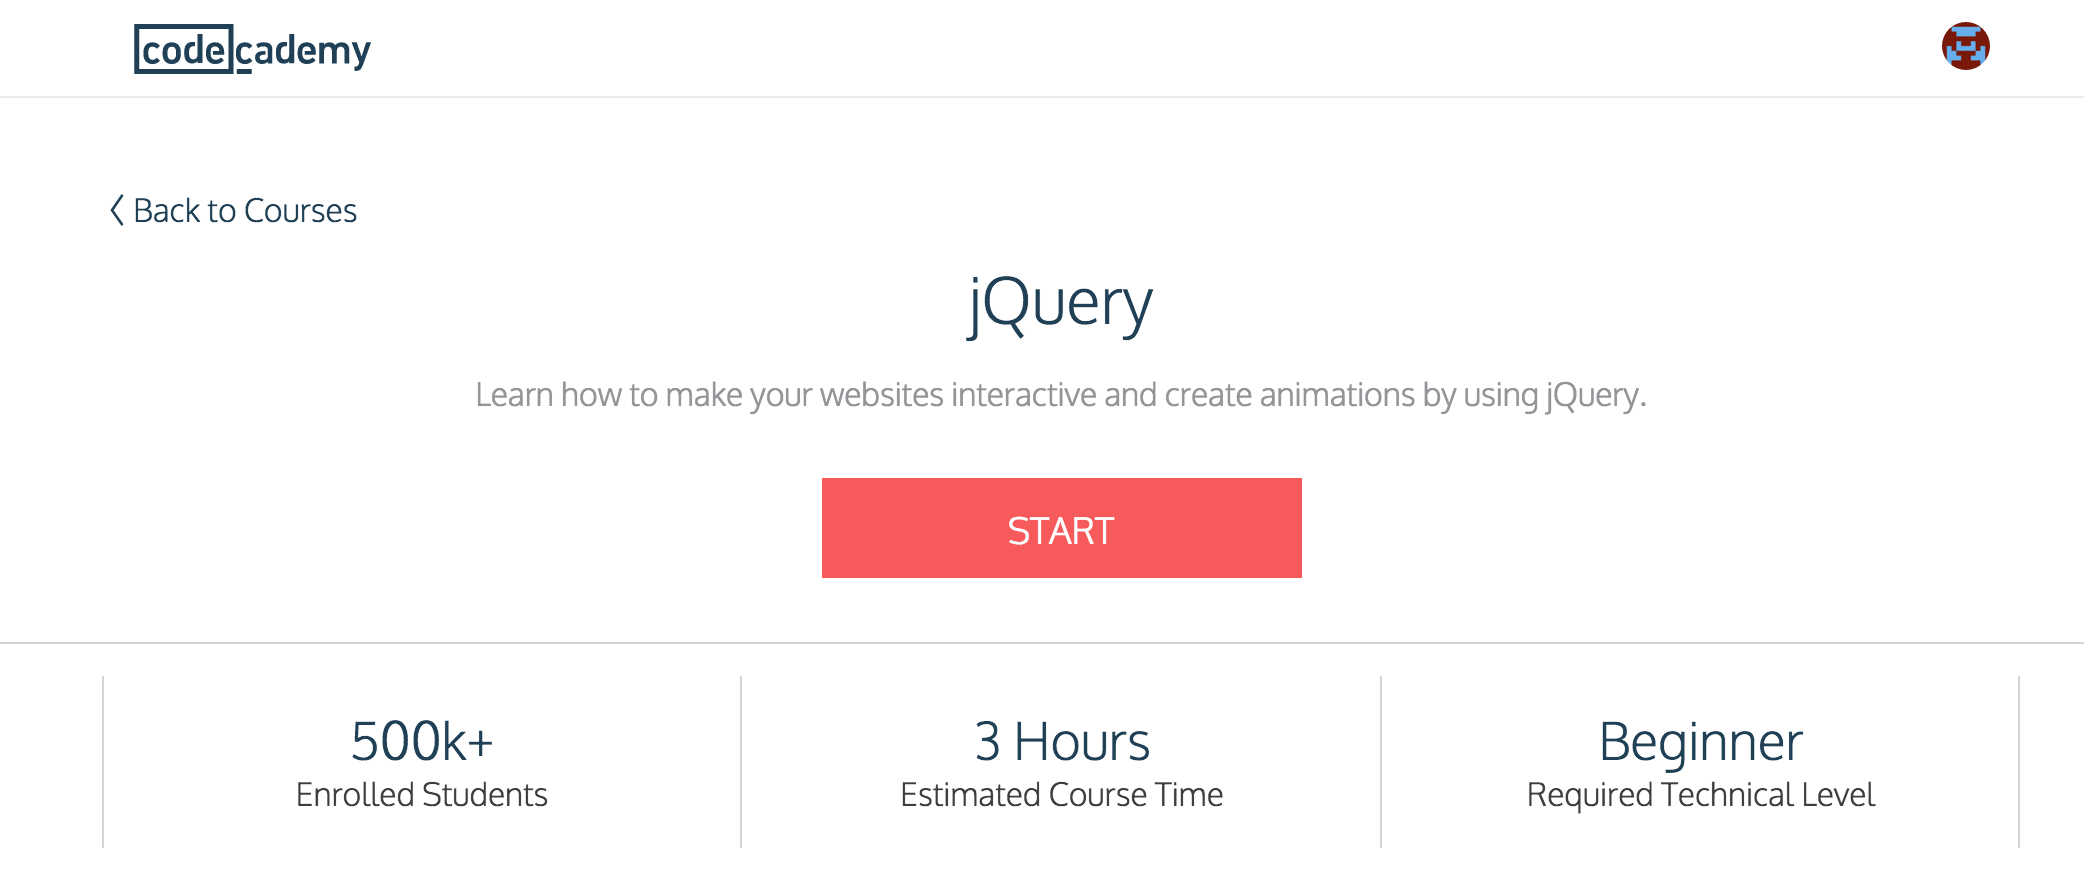 codecademy
Back to Courses
jQuery
Learn how to make your websites interactive and create animations by using jQuery.
START
500k+
Enrolled Students
3 Hours
Estimated Course Time
Beginner
Required Technical Level